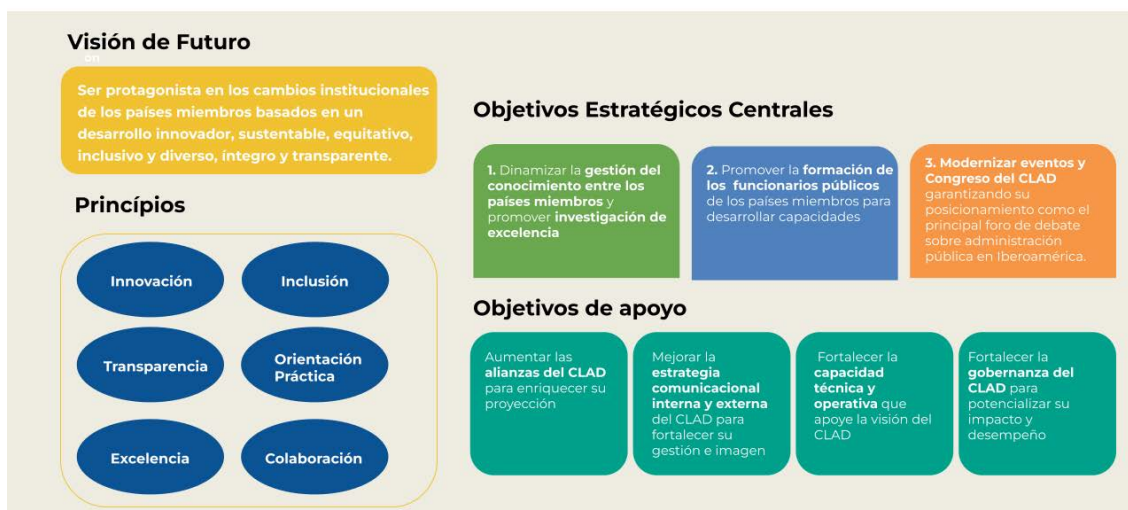 Visión de Futuro
on
Ser protagonista en los cambios institucionales
de los países miembros basados en un
desarrollo innovador, sustentable, equitativo,
inclusivo y diverso, íntegro y transparente.
Princípios
Innovación
Inclusión
Transparencia
Orientación
Práctica
Excelencia
Colaboración
Objetivos Estratégicos Centrales
1. Dinamizar la gestión del
conocimiento entre los
países miembros y
promover investigación de
excelencia
2. Promover la formación de
los funcionarios públicos
de los países miembros para
desarrollar capacidades
3. Modernizar eventos y
Congreso del CLAD
garantizando su
posicionamiento como el
principal foro de debate
sobre administración
pública en Iberoamérica.
Objetivos de apoyo
Aumentar las
alianzas del CLAD
para enriquecer su
proyección
Mejorar la
estrategia
comunicacional
interna y externa
del CLAD para
fortalecer su
gestión e imagen
Fortalecer la
capacidad
técnica y
operativa que
apoye la visión del
CLAD
Fortalecer la
gobernanza del
CLAD para
potencializar su
impacto y
desempeño